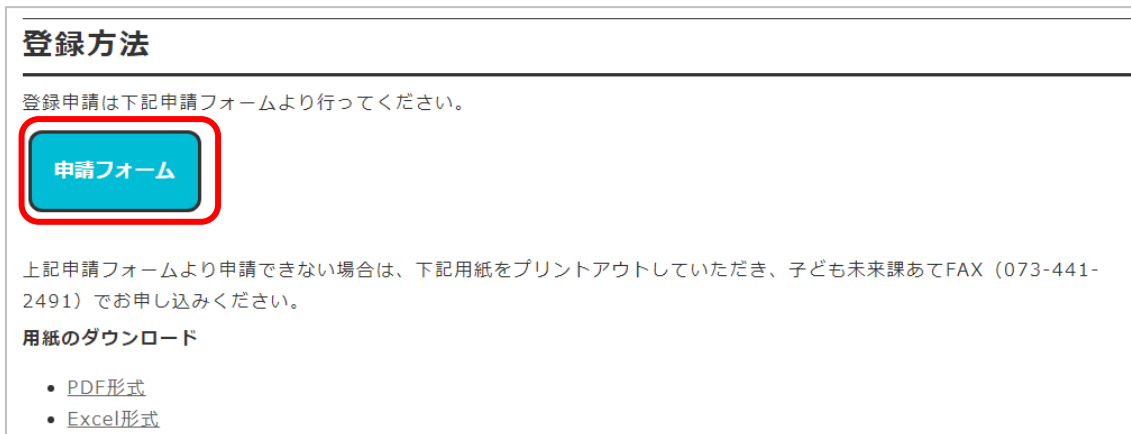 登録方法
登録申請は下記申請フォームより行ってください。
申請フォーム
上記申請フォームより申請できない場合は、下記用紙をプリントアウトしていただき、子ども未来課あてFAX（073-441-
2491）でお申し込みください。
用紙のダウンロード
• PDF形式
• Excel形式